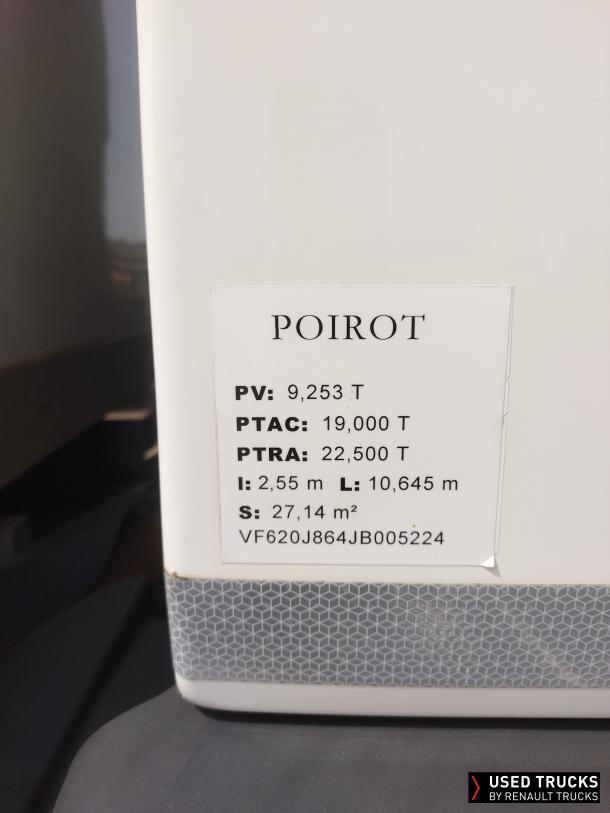 POIROT
PV: 9,253 T
PTAC: 19,000 T
PTRA: 22,500 T
l: 2,55 m L: 10,645 m
S: 27,14 m²
VF620J864JB005224
USED TRUCKS
BY RENAULT TRUCKS